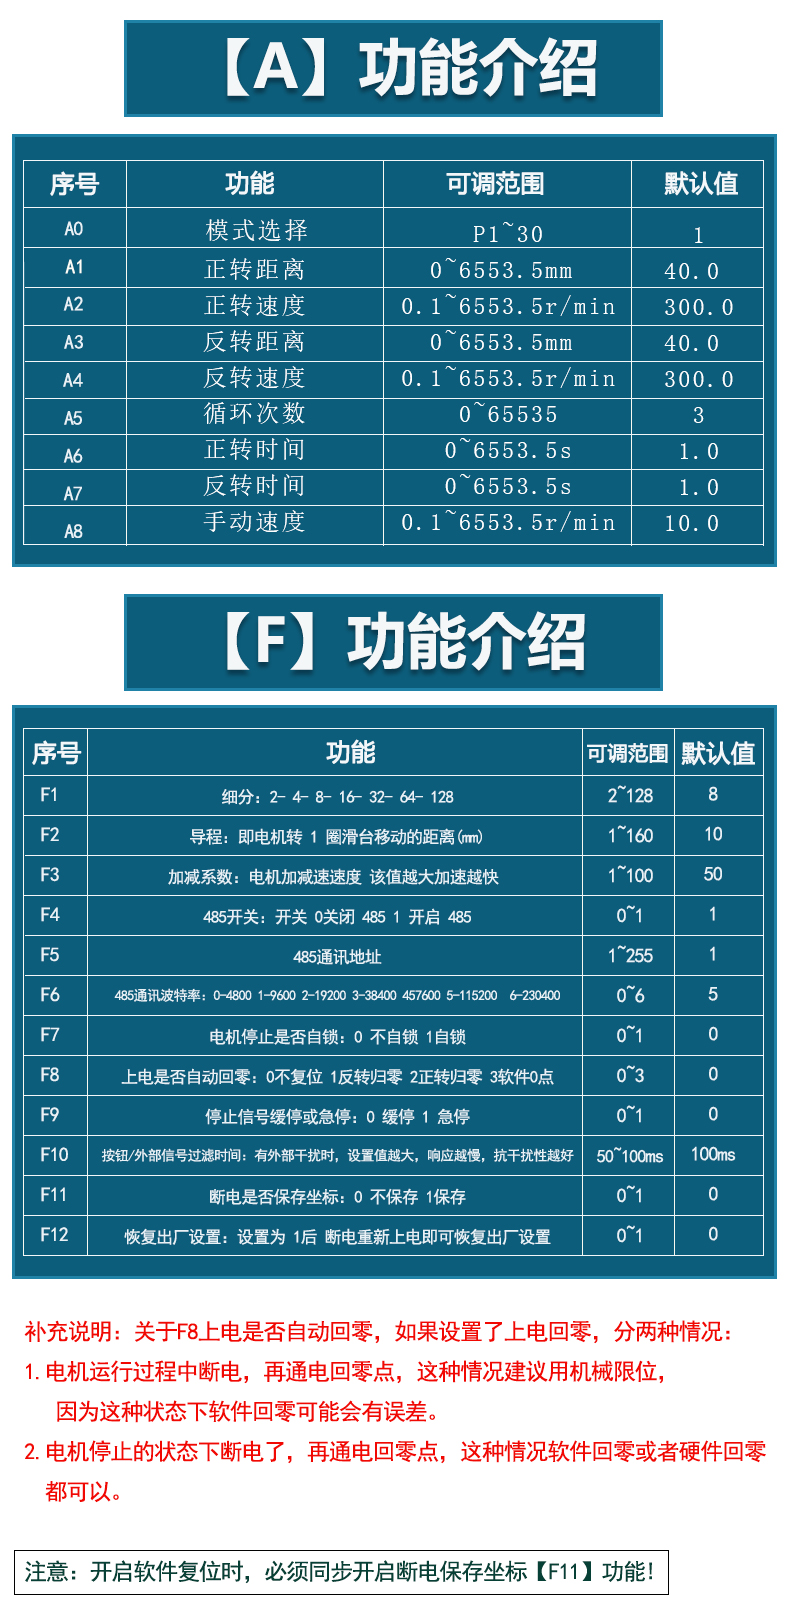 【A】功能介绍
序号 功能 可调范围 默认值
A0 模式选择 P1~30 1
A1 正转距离 0~6553.5mm 40.0
A2 正转速度 0.1~6553.5r/min 300.0
A3 反转距离 0~6553.5mm 40.0
A4 反转速度 0.1~6553.5r/min 300.0
A5 循环次数 0~65535 3
A6 正转时间 0~6553.5s 1.0
A7 反转时间 0~6553.5s 1.0
A8 手动速度 0.1~6553.5r/min 10.0
【F】功能介绍
序号 功能 可调范围 默认值
F1 细分：2- 4- 8- 16- 32- 64- 128 2~128 8
F2 导程：即电机转 1 圈滑台移动的距离(mm) 1~160 10
F3 加减系数：电机加减速速度 该值越大加速越快 1~100 50
F4 485开关：开关 0关闭 485 1 开启 485 0~1 1
F5 485通讯地址 1~255 1
F6 485通讯波特率：0-4800 1-9600 2-19200 3-38400 457600 5-115200 6-230400 0~6 5
F7 电机停止是否自锁：0 不自锁 1自锁 0~1 0
F8 上电是否自动回零：0不复位 1反转归零 2正转归零 3软件0点 0~3 0
F9 停止信号缓停或急停：0 缓停 1 急停 0~1 0
F10 按钮/外部信号过滤时间：有外部干扰时，设置值越大，响应越慢，抗干扰性越好 50~100ms 100ms
F11 断电是否保存坐标：0 不保存 1保存 0~1 0
F12 恢复出厂设置：设置为 1后 断电重新上电即可恢复出厂设置 0~1 0
补充说明：关于F8上电是否自动回零，如果设置了上电回零，分两种情况：
1.电机运行过程中断电，再通电回零点，这种情况建议用机械限位，
因为这种状态下软件回零可能会有误差。
2.电机停止的状态下断电了，再通电回零点，这种情况软件回零或者硬件回零
都可以。
注意：开启软件复位时，必须同步开启断电保存坐标【F11】功能！